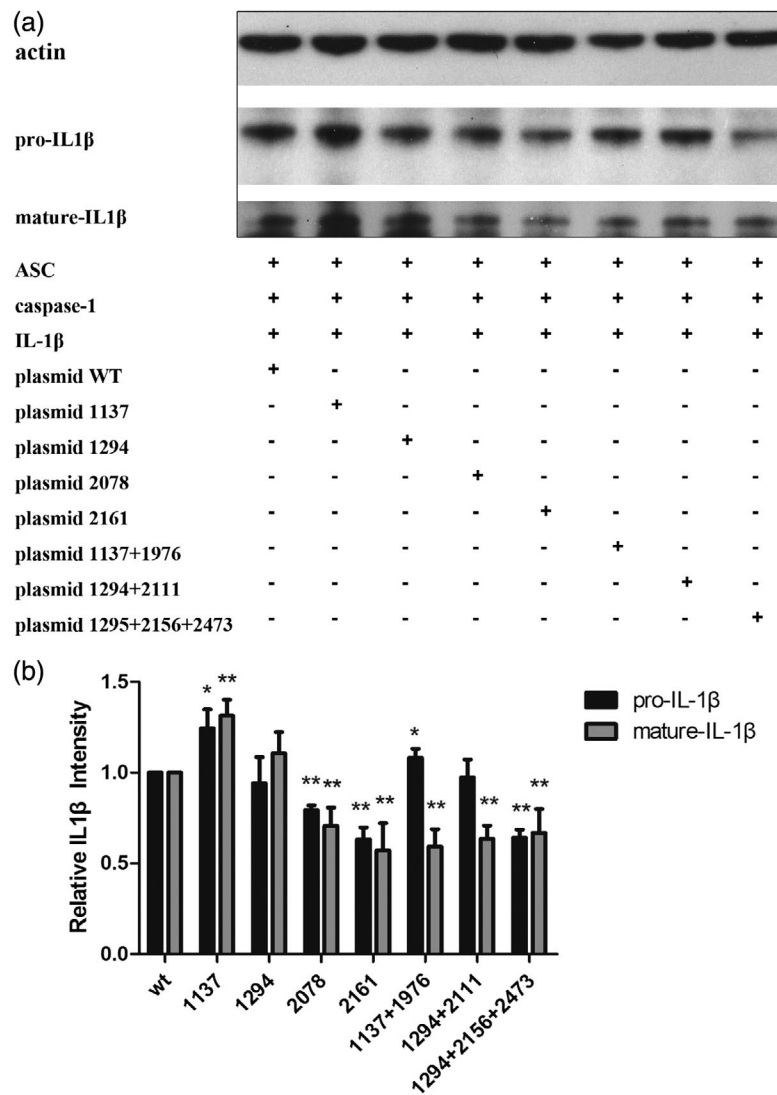 (a)
actin
pro-IL1β
mature-IL1β
ASC + + + + + + + +
caspase-1 + + + + + + + +
IL-1β + + + + + + + +
plasmid WT + - - - - - - -
plasmid 1137 - + - - - - - -
plasmid 1294 - - + - - - - -
plasmid 2078 - - - + - - - -
plasmid 2161 - - - - + - - -
plasmid 1137+1976 - - - - - + - -
plasmid 1294+2111 - - - - - - + -
plasmid 1295+2156+2473 - - - - - - - +
(b)
Relative IL1β Intensity
1.5
1.0
0.5
0.0
* ** ** ** ** ** * ** ** ** **
wt
1137
1294
2078
2161
1137+1976
1294+2111
1294+2156+2473
pro-IL-1β
mature-IL-1β